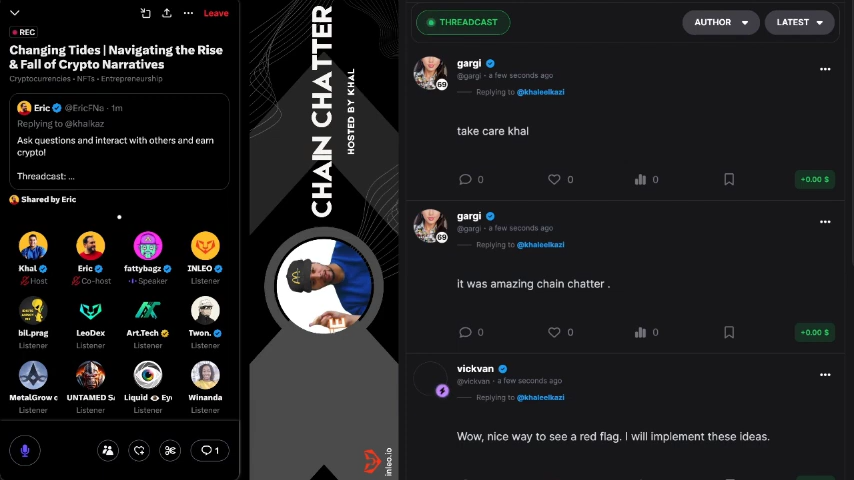 Leave
REC
Changing Tides | Navigating the Rise
& Fall of Crypto Narratives
Cryptocurrencies • NFTs • Entrepreneurship
Eric @EricFNa · 1m
Replying to @khalkaz
Ask questions and interact with others and earn
crypto!
Threadcast: ...
Shared by Eric
Khal
Eric
fattybagz
INLEO
Host
Co-host
Speaker
Listener
biLprag
LeoDex
Art.Tech
Twon.
Listener
Listener
Listener
Listener
MetalGrow
UNTAMED
Liquid
Winanda
Listener
Listener
Listener
Listener
1
CHAIN CHATTER
HOSTED BY KHAL
inleo.io
THREADCAST
AUTHOR
LATEST
gargi
@gargi · a few seconds ago
69
Replying to @khaleelkazi
take care khal
0
0
0
+0.00 $
gargi
@gargi · a few seconds ago
69
Replying to @khaleelkazi
it was amazing chain chatter .
0
0
0
+0.00 $
vickvan
@vickvan · a few seconds ago
Replying to @khaleelkazi
Wow, nice way to see a red flag. I will implement these ideas.